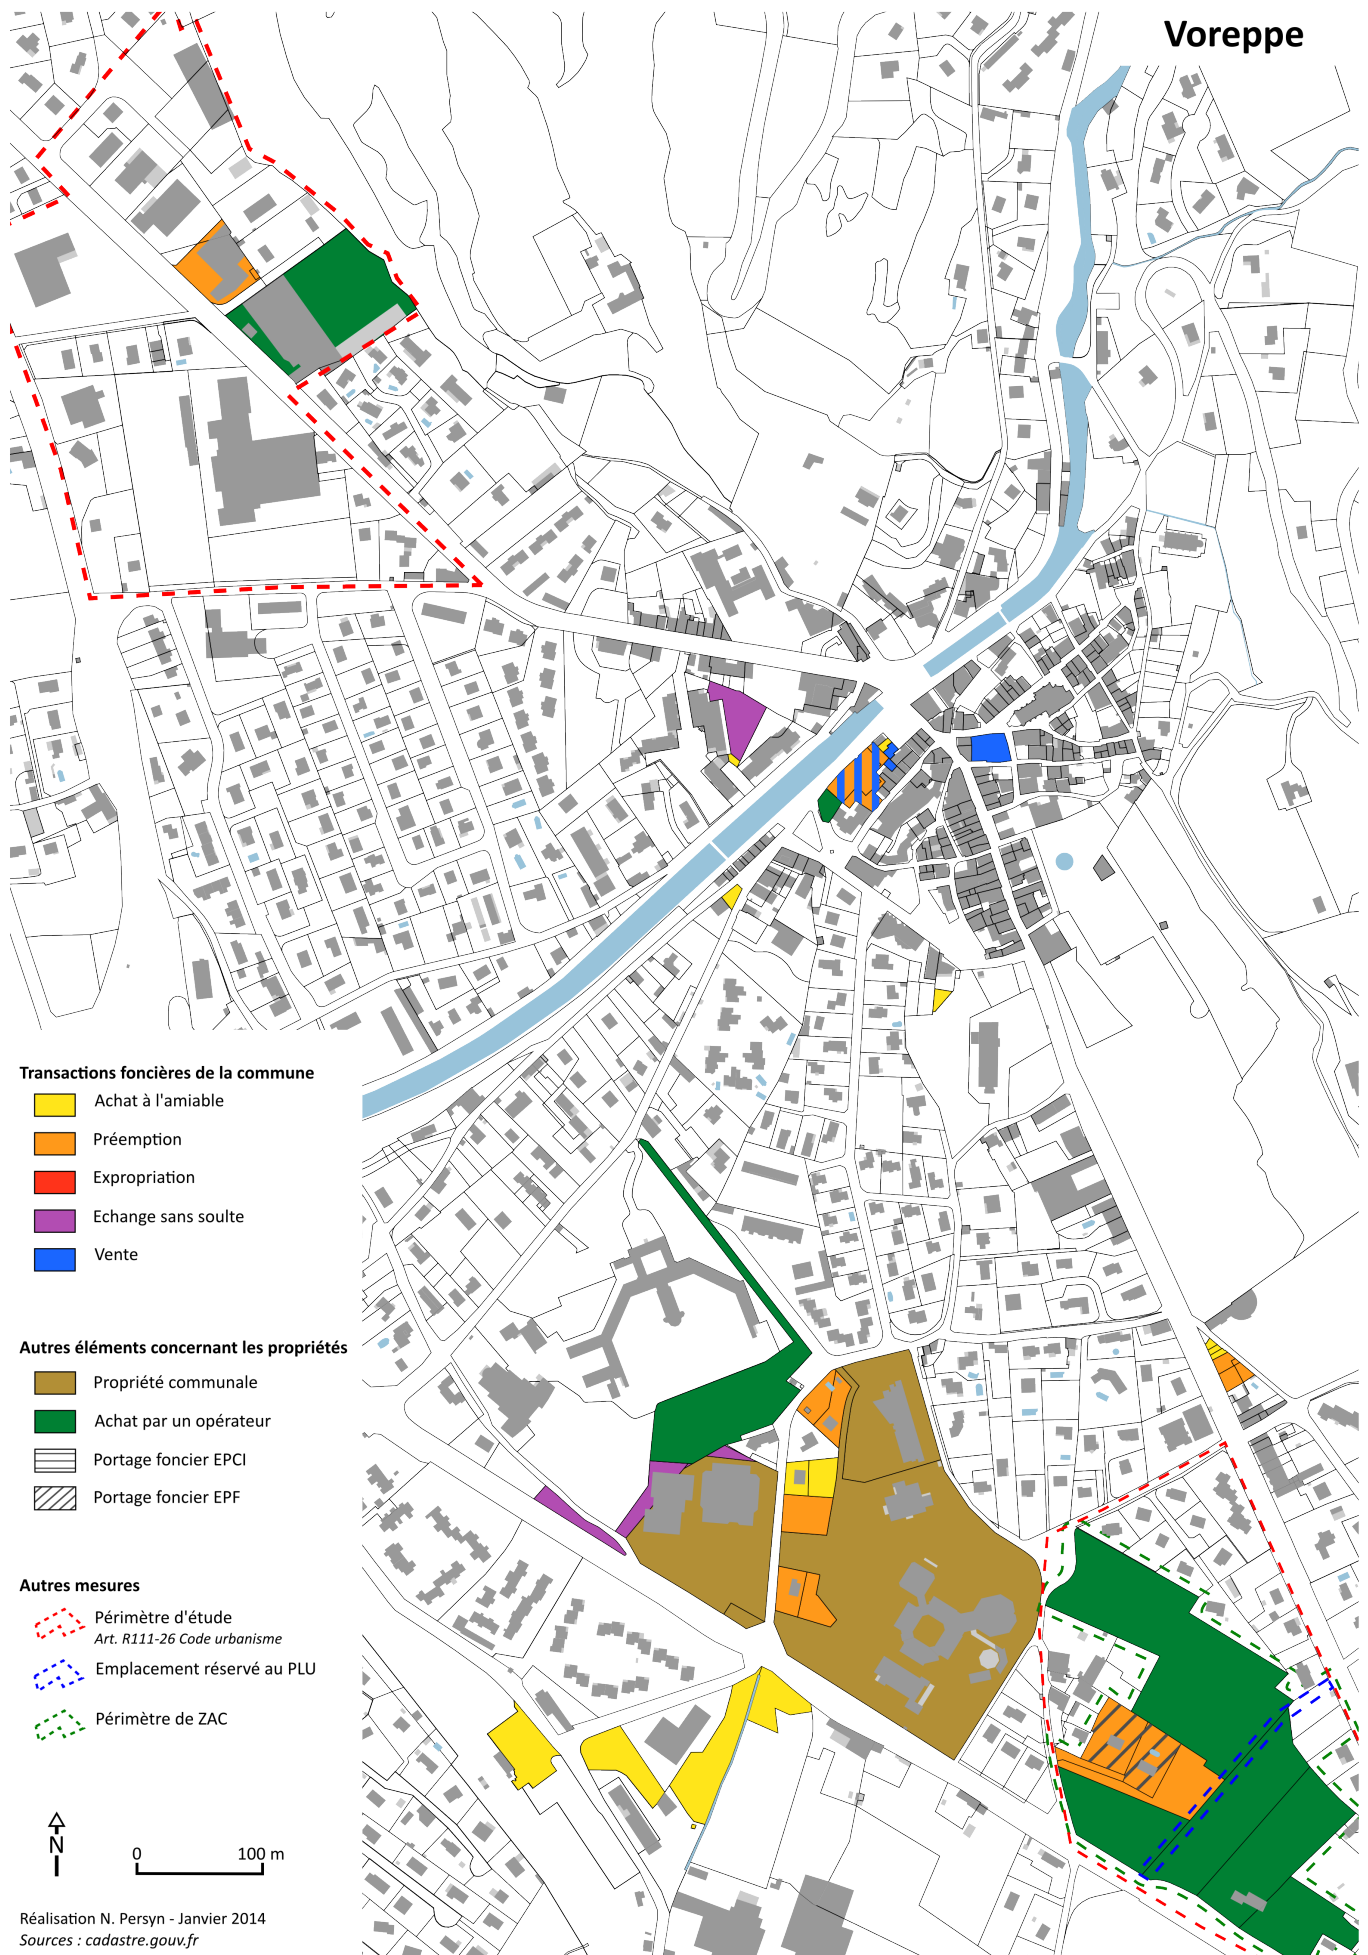 Voreppe
Transactions foncières de la commune
Achat à l'amiable
Préemption
Expropriation
Echange sans soulte
Vente
Autres éléments concernant les propriétés
Propriété communale
Achat par un opérateur
Portage foncier EPCI
Portage foncier EPF
Autres mesures
Périmètre d'étude
Art. R111-26 Code urbanisme
Emplacement réservé au PLU
Périmètre de ZAC
N
0 100 m
Réalisation N. Persyn - Janvier 2014
Sources : cadastre.gouv.fr